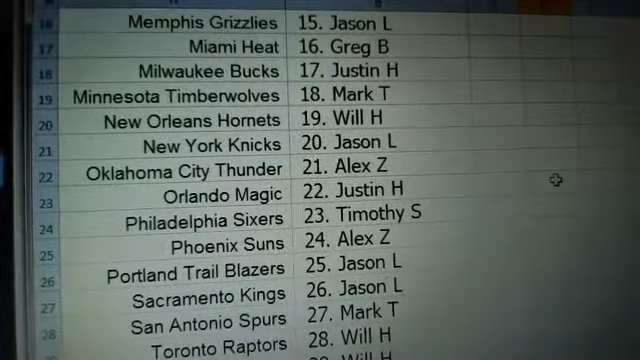 16 Memphis Grizzlies 15. Jason L
17 Miami Heat 16. Greg B
18 Milwaukee Bucks 17. Justin H
19 Minnesota Timberwolves 18. Mark T
20 New Orleans Hornets 19. Will H
21 New York Knicks 20. Jason L
22 Oklahoma City Thunder 21. Alex Z
23 Orlando Magic 22. Justin H
24 Philadelphia Sixers 23. Timothy S
25 Phoenix Suns 24. Alex Z
26 Portland Trail Blazers 25. Jason L
27 Sacramento Kings 26. Jason L
28 San Antonio Spurs 27. Mark T
Toronto Raptors 28. Will H
Will H